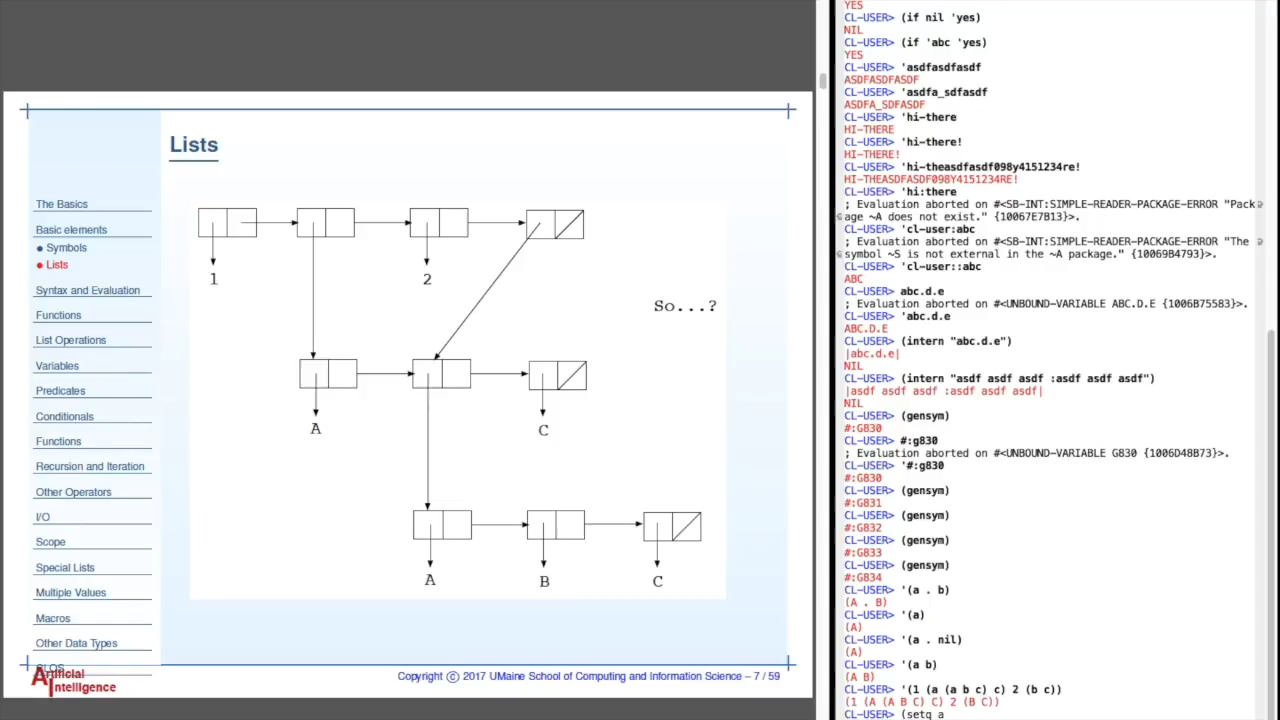 Lists
The Basics
Basic elements
Symbols
Lists
Syntax and Evaluation
Functions
List Operations
Variables
Predicates
Conditionals
Functions
Recursion and Iteration
Other Operators
I/O
Scope
Special Lists
Multiple Values
Macros
Other Data Types
CLOS
Artificial
Intelligence
1
2
So...?
A
C
A
B
C
Copyright © 2017 UMaine School of Computing and Information Science – 7 / 59
YES
CL-USER> (if nil 'yes)
NIL
CL-USER> (if 'abc 'yes)
YES
CL-USER> 'asdfasdfasdf
ASDFASDFASDF
CL-USER> 'asdfa_sdfasdf
ASDFA_SDFASDF
CL-USER> 'hi-there
HI-THERE
CL-USER> 'hi-there!
HI-THERE!
CL-USER> 'hi-theasdfasdf098y4151234re!
HI-THEASDFASDF098Y4151234RE!
CL-USER> 'hi:there
; Evaluation aborted on #<SB-INT:SIMPLE-READER-PACKAGE-ERROR "Pack
age ~A does not exist." {10067E7B13}>.
CL-USER> 'cl-user:abc
; Evaluation aborted on #<SB-INT:SIMPLE-READER-PACKAGE-ERROR "The
symbol ~S is not external in the ~A package." {10069B4793}>.
CL-USER> 'cl-user::abc
ABC
CL-USER> abc.d.e
; Evaluation aborted on #<UNBOUND-VARIABLE ABC.D.E {1006B75583}>.
CL-USER> 'abc.d.e
ABC.D.E
CL-USER> (intern "abc.d.e")
|abc.d.e|
NIL
CL-USER> (intern "asdf asdf asdf :asdf asdf asdf")
|asdf asdf asdf :asdf asdf asdf|
NIL
CL-USER> (gensym)
#:G830
CL-USER> #:g830
; Evaluation aborted on #<UNBOUND-VARIABLE G830 {1006D48B73}>.
CL-USER> '#:g830
#:G830
CL-USER> (gensym)
#:G831
CL-USER> (gensym)
#:G832
CL-USER> (gensym)
#:G833
CL-USER> (gensym)
#:G834
CL-USER> '(a . b)
(A . B)
CL-USER> '(a)
(A)
CL-USER> '(a . nil)
(A)
CL-USER> '(a b)
(A B)
CL-USER> '(1 (a (a b c) c) 2 (b c))
(1 (A (A B C) C) 2 (B C))
CL-USER> (setq a